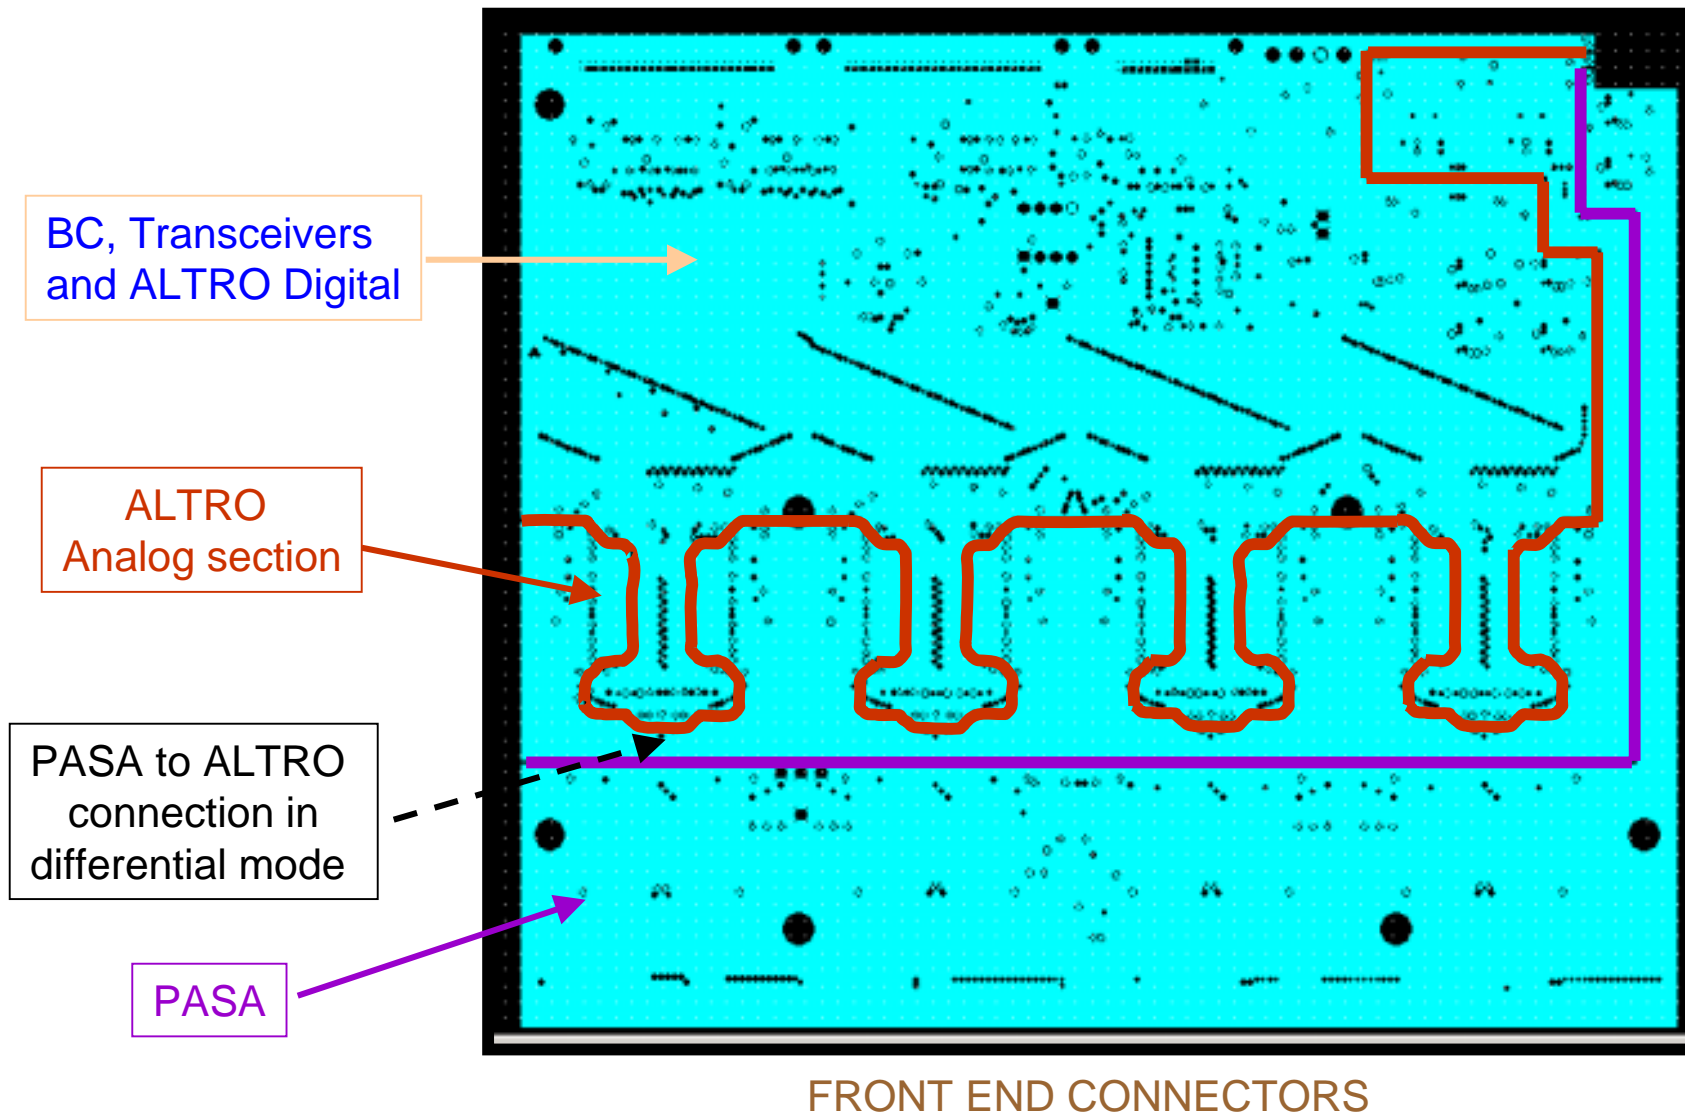 BC, Transceivers
and ALTRO Digital
ALTRO
Analog section
PASA to ALTRO
connection in
differential mode
PASA
FRONT END CONNECTORS